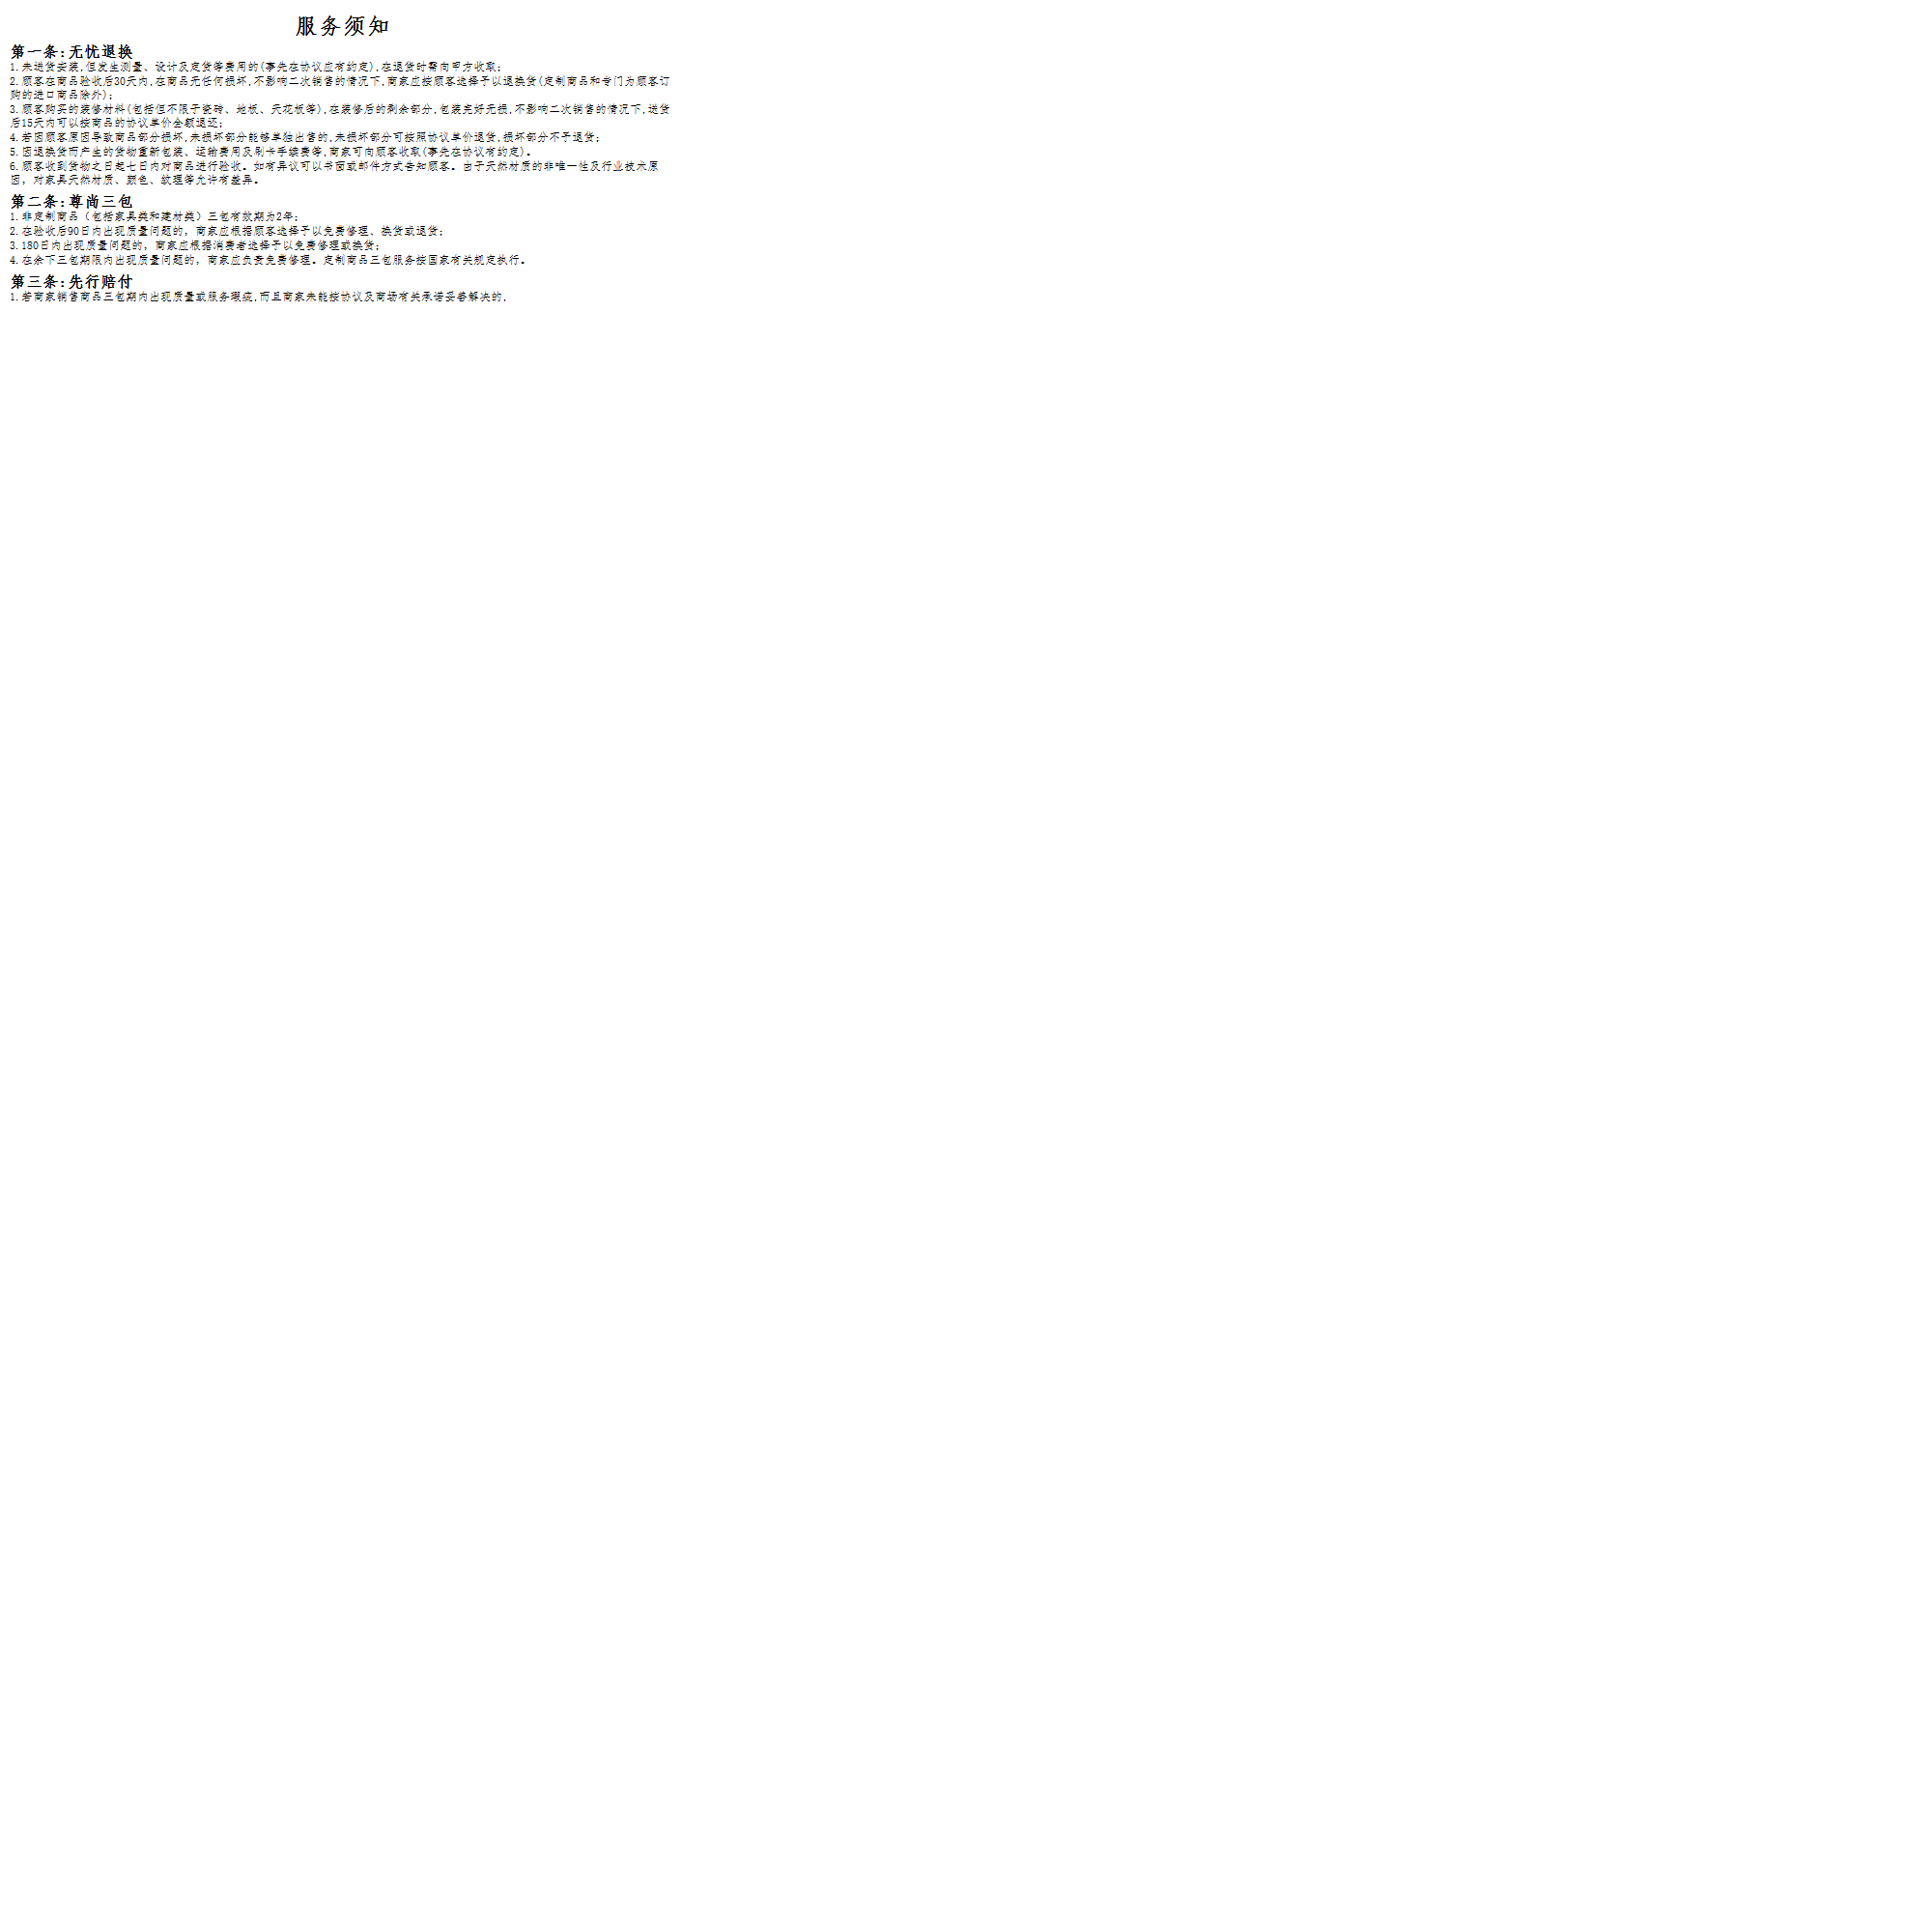 服务须知
第一条:无忧退换
1.未送货安装,但发生测量、设计及定货等费用的(事先在协议应有约定),在退货时需向甲方收取;
2.顾客在商品验收后30天内,在商品无任何损坏,不影响二次销售的情况下,商家应按顾客选择予以退换货(定制商品和专门为顾客订
购的进口商品除外);
3.顾客购买的装修材料(包括但不限于瓷砖、地板、天花板等),在装修后的剩余部分,包装完好无损,不影响二次销售的情况下,送货
后15天内可以按商品的协议单价全额退还;
4.若因顾客原因导致商品部分损坏,未损坏部分能够单独出售的,未损坏部分可按照协议单价退货,损坏部分不予退货;
5.因退换货而产生的货物重新包装、运输费用及刷卡手续费等,商家可向顾客收取(事先在协议有约定)。
6.顾客收到货物之日起七日内对商品进行验收。如有异议可以书面或邮件方式告知顾客。由于天然材质的非唯一性及行业技术原
因，对家具天然材质、颜色、纹理等允许有差异。
第二条:尊尚三包
1.非定制商品（包括家具类和建材类）三包有效期为2年;
2.在验收后90日内出现质量问题的，商家应根据顾客选择予以免费修理、换货或退货;
3.180日内出现质量问题的，商家应根据消费者选择予以免费修理或换货;
4.在余下三包期限内出现质量问题的，商家应负责免费修理。定制商品三包服务按国家有关规定执行。
第三条:先行赔付
1.若商家销售商品三包期内出现质量或服务瑕疵,而且商家未能按协议及商场有关承诺妥善解决的,